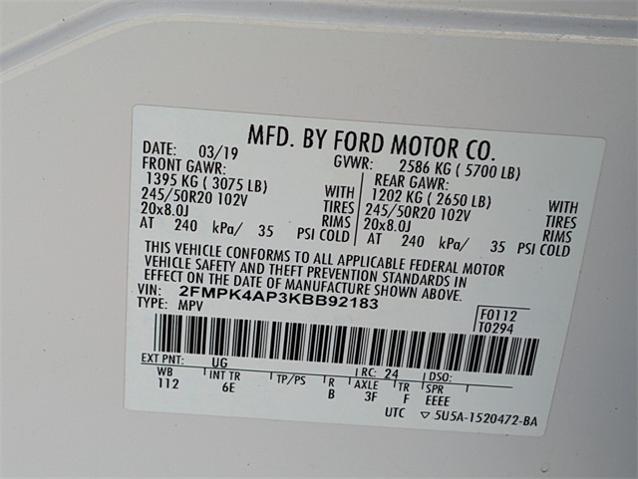 MFD. BY FORD MOTOR CO.
DATE: 03/19 GVWR: 2586 KG ( 5700 LB)
FRONT GAWR: REAR GAWR:
1395 KG ( 3075 LB) WITH 1202 KG ( 2650 LB) WITH
245/50R20 102V TIRES 245/50R20 102V TIRES
20x8.0J RIMS 20x8.0J RIMS
AT 240 kPa/ 35 PSI COLD AT 240 kPa/ 35 PSI COLD
THIS VEHICLE CONFORMS TO ALL APPLICABLE FEDERAL MOTOR
VEHICLE SAFETY AND THEFT PREVENTION STANDARDS IN
EFFECT ON THE DATE OF MANUFACTURE SHOWN ABOVE.
VIN: 2FMPK4AP3KBB92183
TYPE: MPV F0112
T0294
EXT PNT: UG RC: 24 DSO:
WB INT TR TP/PS R AXLE TR SPR
112 6E B 3F F EEEE
UTC ▽ 5U5A-1520472-BA